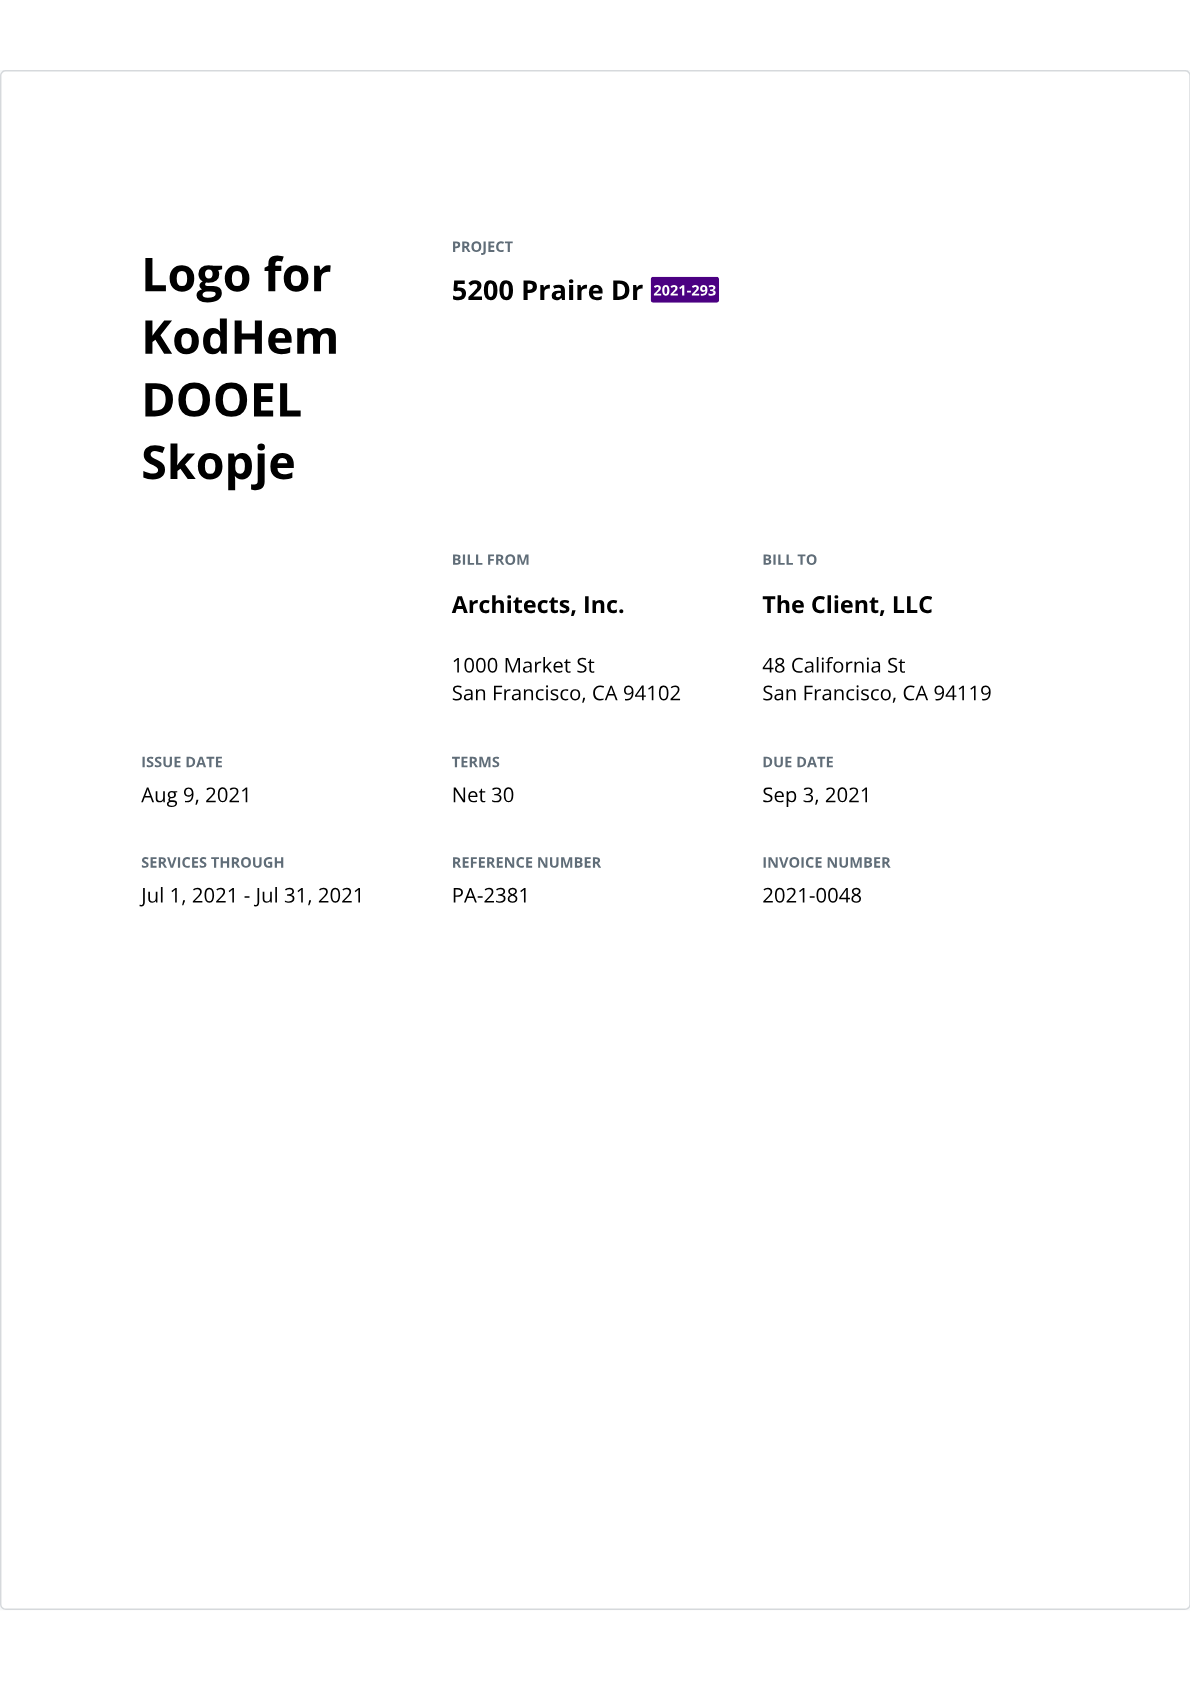 Logo for
KodHem
DOOEL
Skopje
PROJECT
5200 Praire Dr 2021-293
BILL FROM
Architects, Inc.
1000 Market St
San Francisco, CA 94102
BILL TO
The Client, LLC
48 California St
San Francisco, CA 94119
ISSUE DATE
Aug 9, 2021
TERMS
Net 30
DUE DATE
Sep 3, 2021
SERVICES THROUGH
Jul 1, 2021 - Jul 31, 2021
REFERENCE NUMBER
PA-2381
INVOICE NUMBER
2021-0048